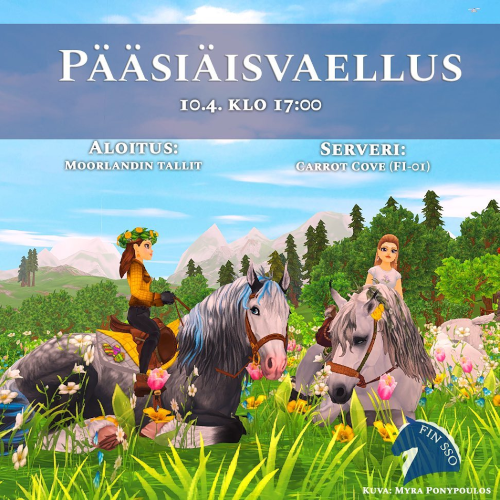 Pääsiäisvaellus
10.4. klo 17:00
Aloitus:
Moorlandin tallit
Serveri:
Carrot Cove (FI-01)
FIN SSO
Kuva: Myra Ponypoulos